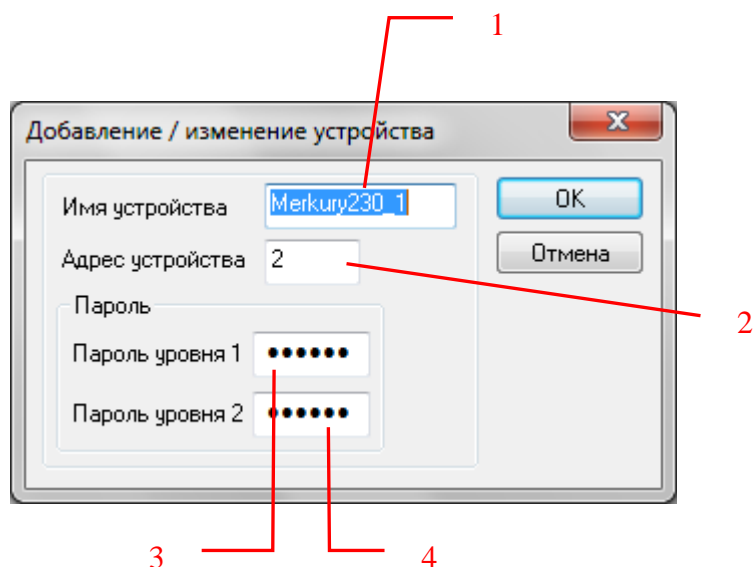 1
Добавление / изменение устройства
Имя устройства Merkury230_1 OK
Адрес устройства 2 Отмена
2
Пароль
Пароль уровня 1 ●●●●●●
Пароль уровня 2 ●●●●●●
3 4